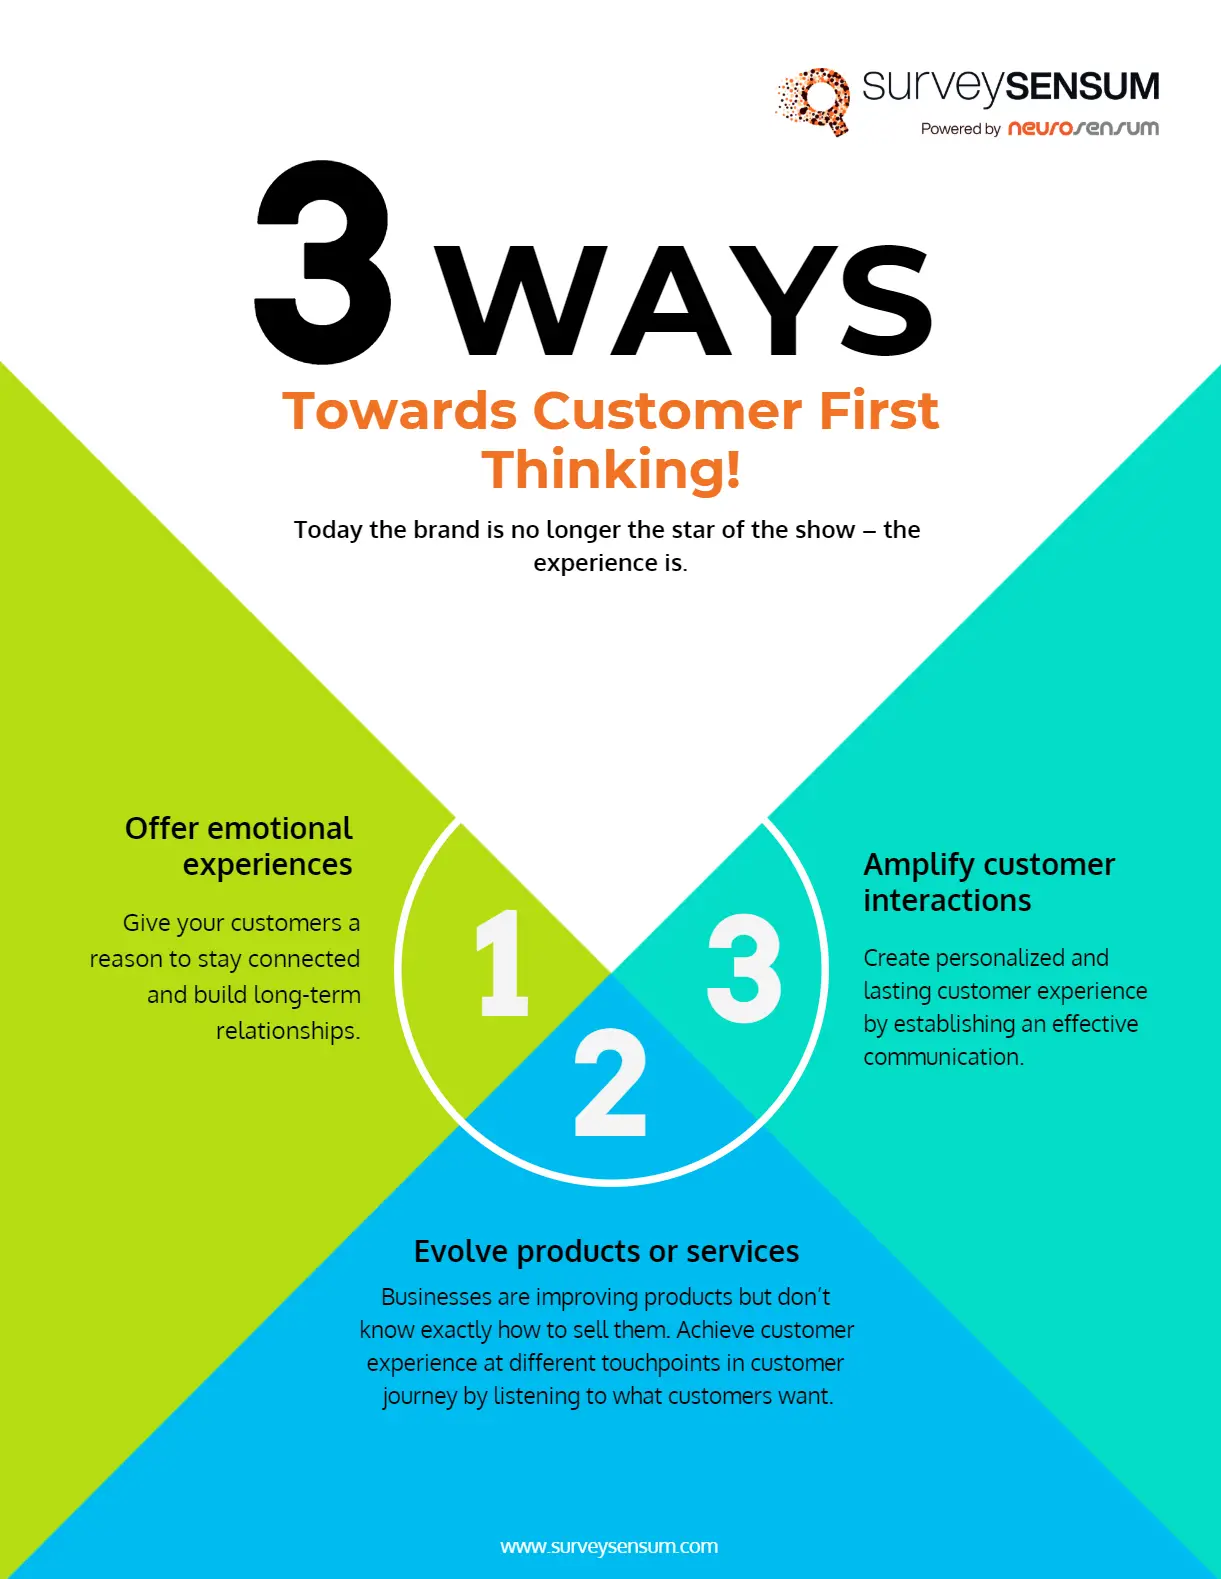 surveySENSUM
Powered by neurosensum
3 WAYS
Towards Customer First
Thinking!
Today the brand is no longer the star of the show – the
experience is.
Offer emotional
experiences
Give your customers a
reason to stay connected
and build long-term
relationships.
1
2
3
Amplify customer
interactions
Create personalized and
lasting customer experience
by establishing an effective
communication.
Evolve products or services
Businesses are improving products but don’t
know exactly how to sell them. Achieve customer
experience at different touchpoints in customer
journey by listening to what customers want.
www.surveysensum.com